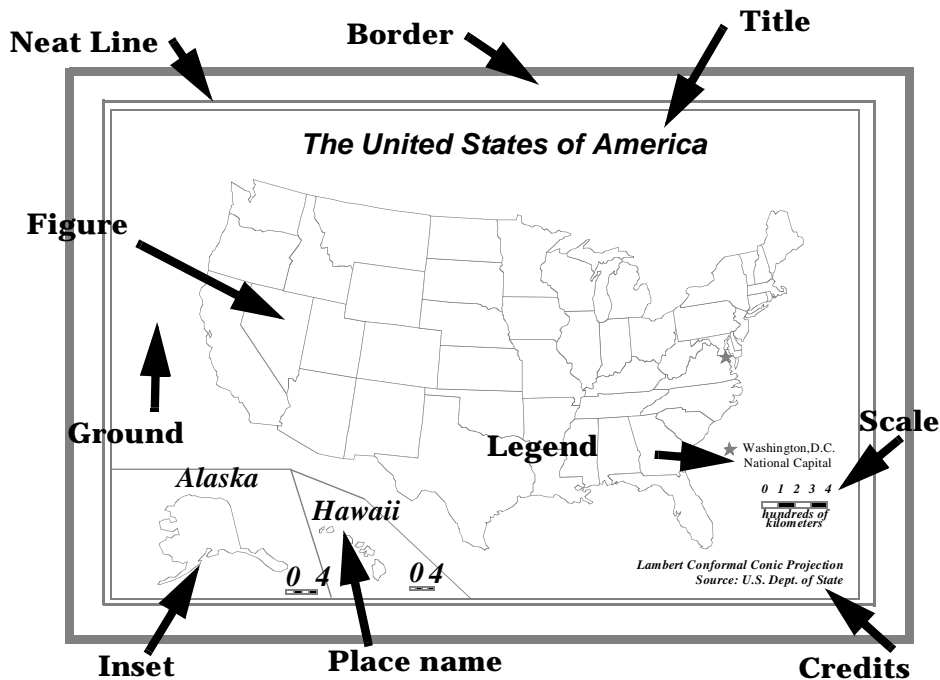 Title
Border
Neat Line
The United States of America
Figure
Ground
Scale
Legend
Washington,D.C.
National Capital
Alaska
0 1 2 3 4
Hawaii
hundreds of
kilometers
Lambert Conformal Conic Projection
Source: U.S. Dept. of State
0 4
0 4
Inset
Place name
Credits